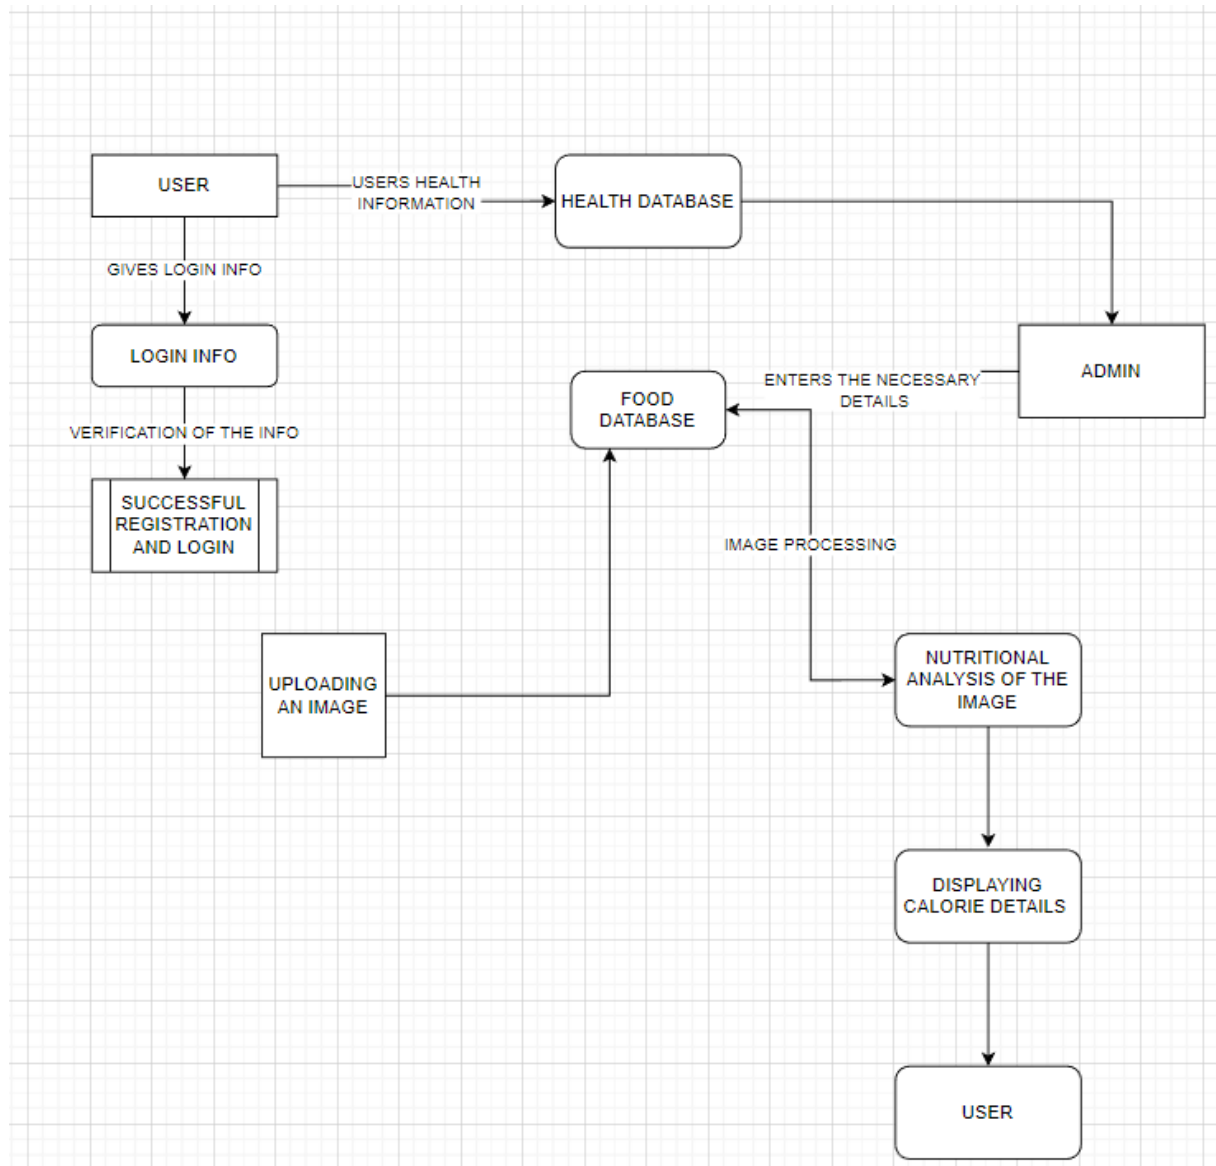 USER
USERS HEALTH
INFORMATION
HEALTH DATABASE
GIVES LOGIN INFO
LOGIN INFO
ENTERS THE NECESSARY
DETAILS
ADMIN
FOOD
DATABASE
VERIFICATION OF THE INFO
SUCCESSFUL
REGISTRATION
AND LOGIN
IMAGE PROCESSING
UPLOADING
AN IMAGE
NUTRITIONAL
ANALYSIS OF THE
IMAGE
DISPLAYING
CALORIE DETAILS
USER